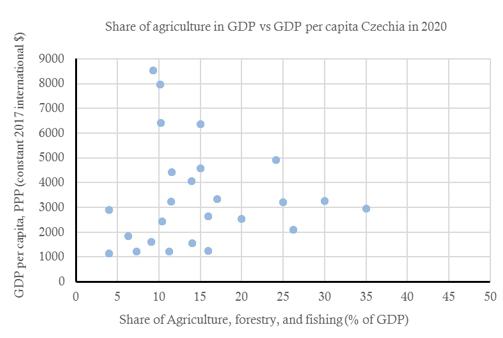 Share of agriculture in GDP vs GDP per capita Czechia in 2020
GDP per capita, PPP (constant 2017 international $)
9000
8000
7000
6000
5000
4000
3000
2000
1000
0
0 5 10 15 20 25 30 35 40 45 50
Share of Agriculture, forestry, and fishing (% of GDP)